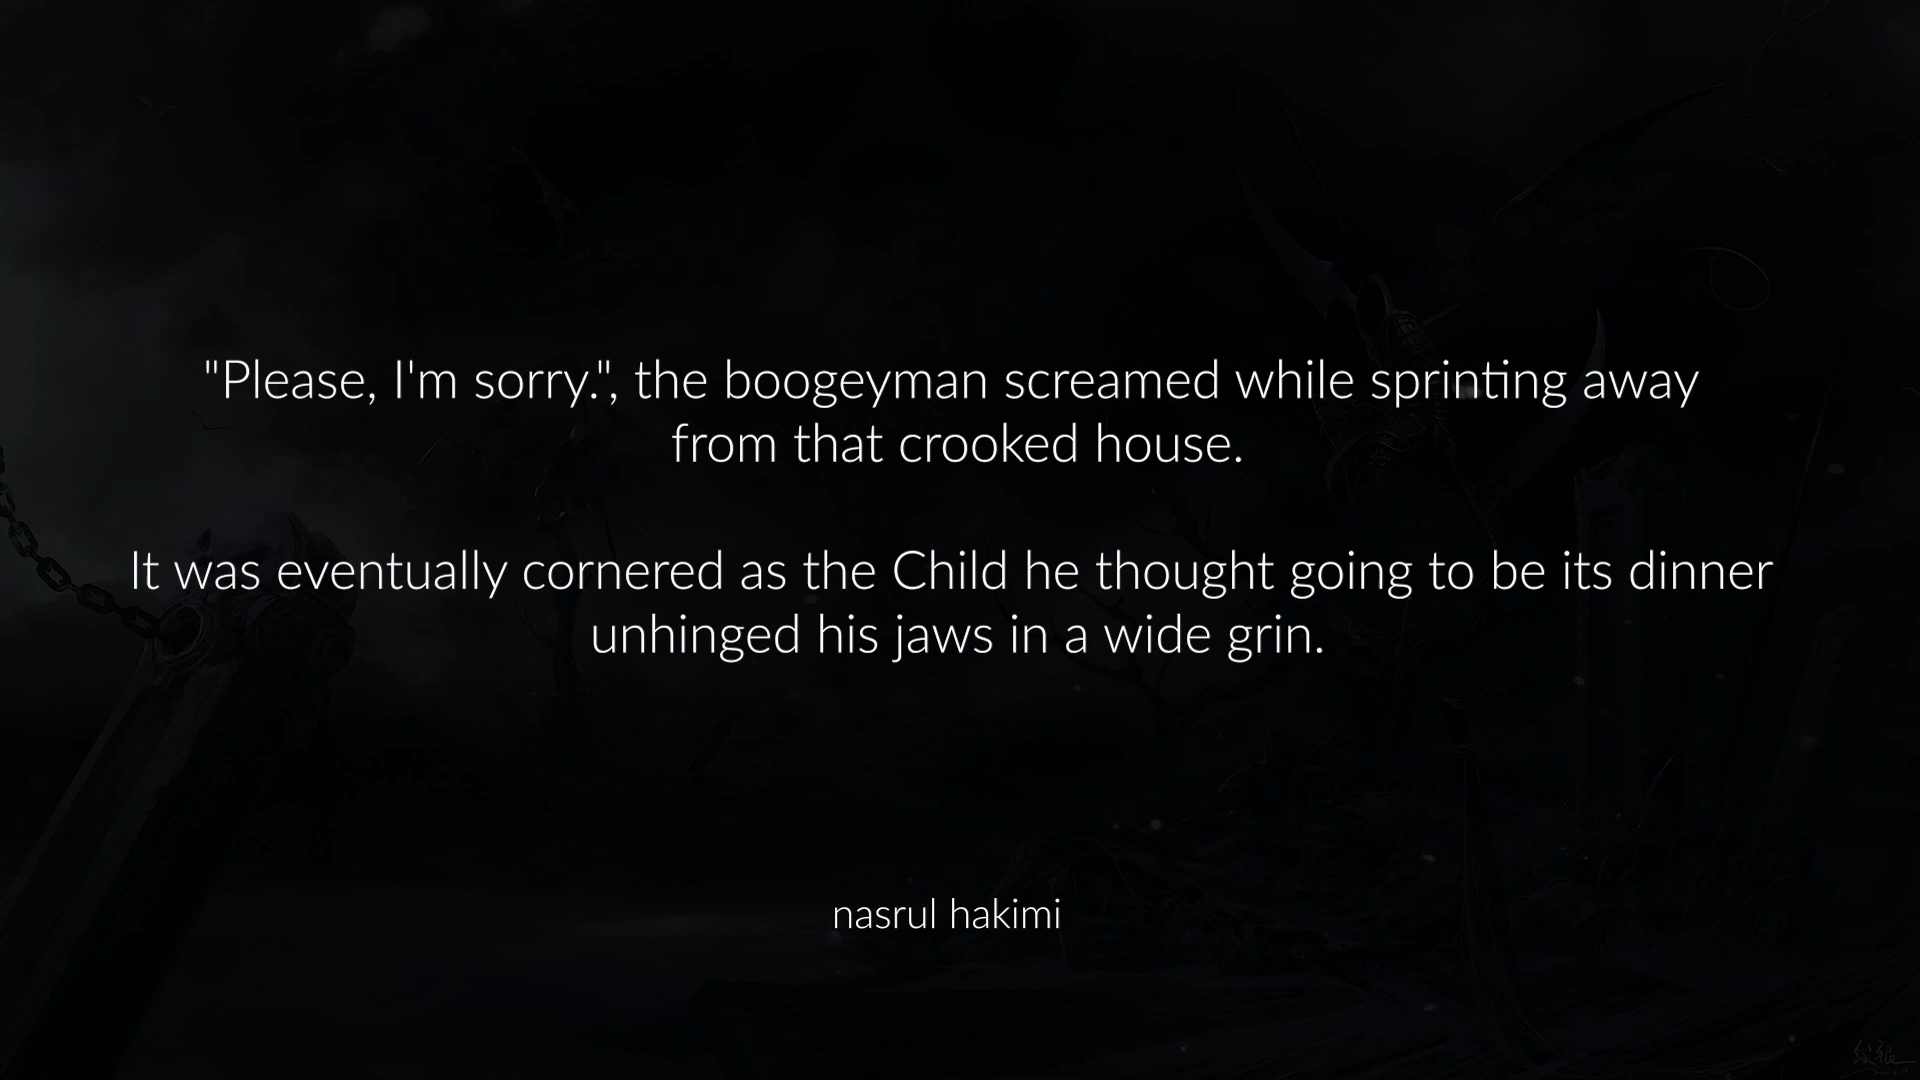 "Please, I'm sorry.", the boogeyman screamed while sprinting away
from that crooked house.
It was eventually cornered as the Child he thought going to be its dinner
unhinged his jaws in a wide grin.
nasrul hakimi